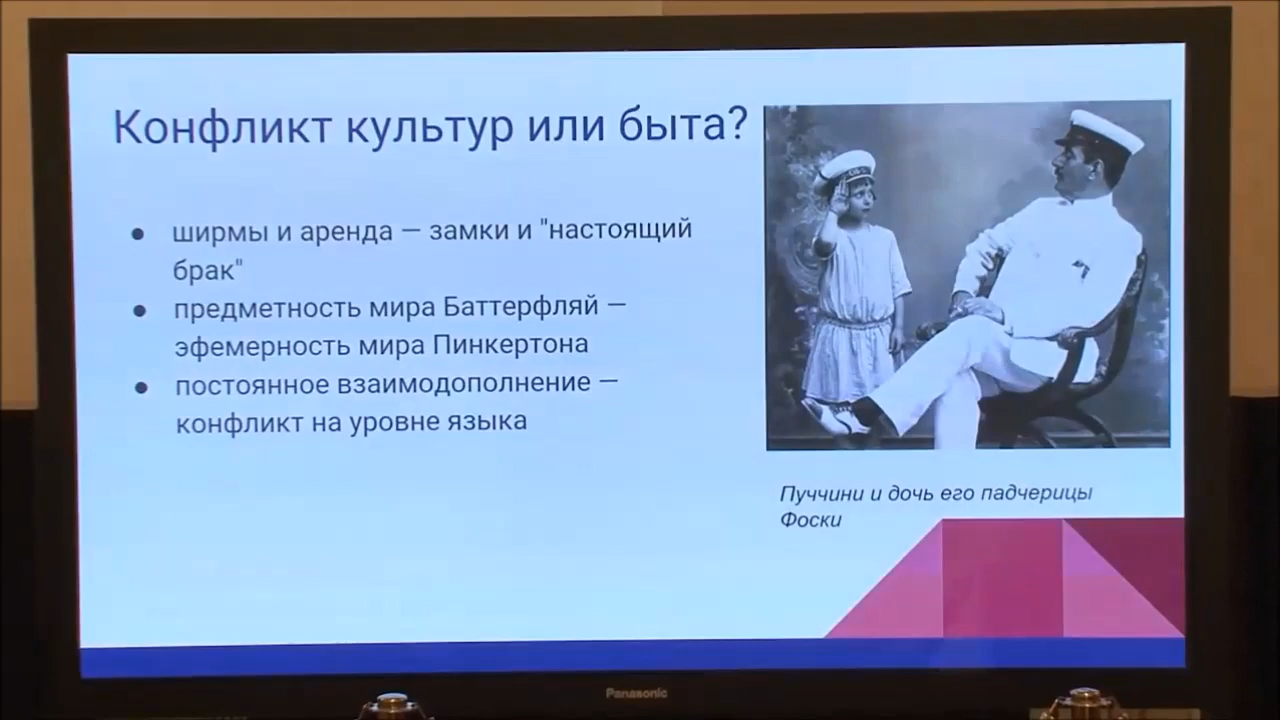 Конфликт культур или быта?
● ширмы и аренда — замки и "настоящий
брак"
● предметность мира Баттерфляй —
эфемерность мира Пинкертона
● постоянное взаимодополнение —
конфликт на уровне языка
Пуччини и дочь его падчерицы
Фоски
Panasonic